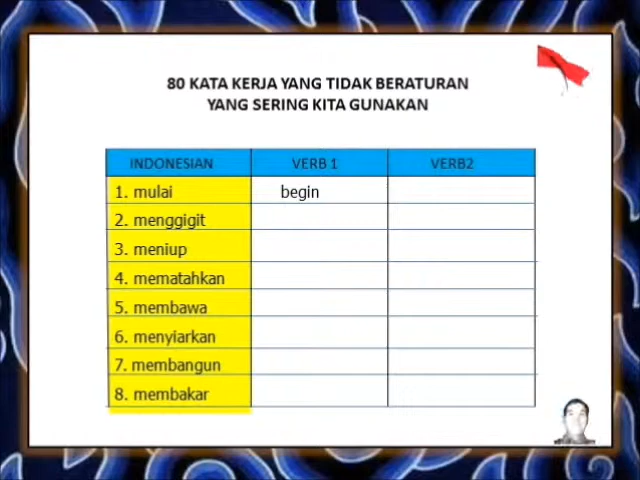 80 KATA KERJA YANG TIDAK BERATURAN
YANG SERING KITA GUNAKAN
INDONESIAN VERB 1 VERB2
1. mulai begin
2. menggigit
3. meniup
4. mematahkan
5. membawa
6. menyiarkan
7. membangun
8. membakar